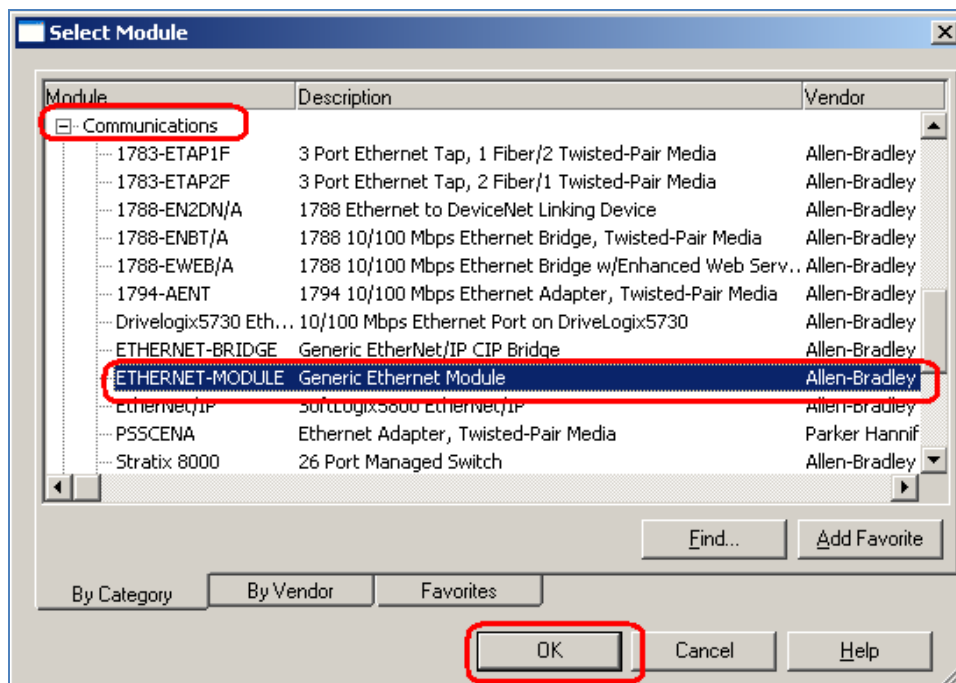 Select Module
Module Description Vendor
Communications
1783-ETAP1F 3 Port Ethernet Tap, 1 Fiber/2 Twisted-Pair Media Allen-Bradley
1783-ETAP2F 3 Port Ethernet Tap, 2 Fiber/1 Twisted-Pair Media Allen-Bradley
1788-EN2DN/A 1788 Ethernet to DeviceNet Linking Device Allen-Bradley
1788-ENBT/A 1788 10/100 Mbps Ethernet Bridge, Twisted-Pair Media Allen-Bradley
1788-EWEB/A 1788 10/100 Mbps Ethernet Bridge w/Enhanced Web Serv... Allen-Bradley
1794-AENT 1794 10/100 Mbps Ethernet Adapter, Twisted-Pair Media Allen-Bradley
Drivelogix5730 Eth... 10/100 Mbps Ethernet Port on DriveLogix5730 Allen-Bradley
ETHERNET-BRIDGE Generic EtherNet/IP CIP Bridge Allen-Bradley
ETHERNET-MODULE Generic Ethernet Module Allen-Bradley
EtherNet/IP SoftLogix5800 EtherNet/IP Allen-Bradley
PSSCENA Ethernet Adapter, Twisted-Pair Media Parker Hannif
Stratix 8000 26 Port Managed Switch Allen-Bradley
Find... Add Favorite
By Category By Vendor Favorites
OK Cancel Help